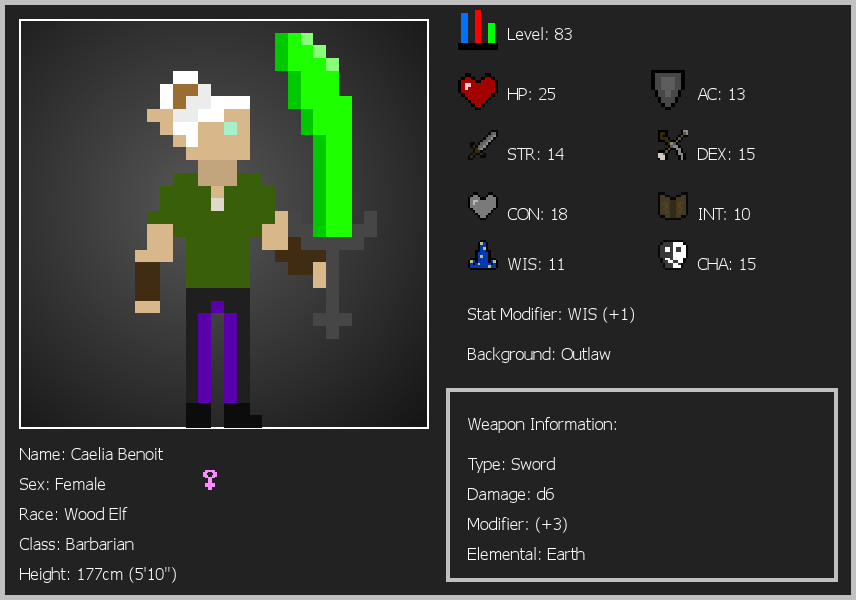 Level: 83
HP: 25
AC: 13
STR: 14
DEX: 15
CON: 18
INT: 10
WIS: 11
CHA: 15
Stat Modifier: WIS (+1)
Background: Outlaw
Weapon Information:
Type: Sword
Damage: d6
Modifier: (+3)
Elemental: Earth
Name: Caelia Benoit
Sex: Female
Race: Wood Elf
Class: Barbarian
Height: 177cm (5'10")